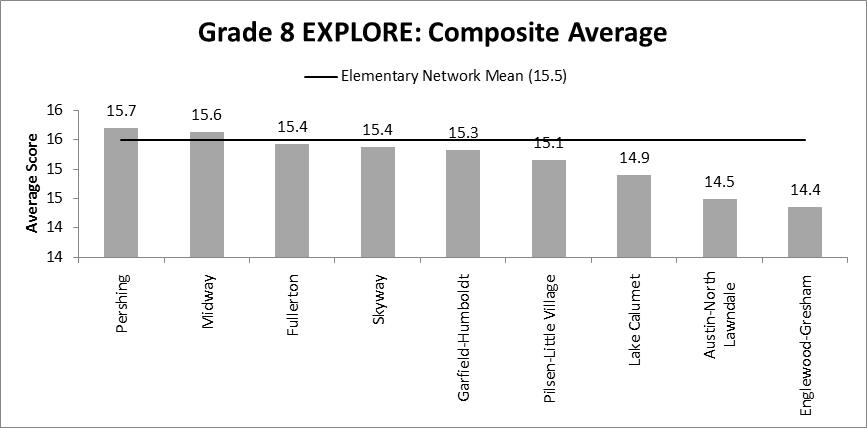 Grade 8 EXPLORE: Composite Average
Elementary Network Mean (15.5)
Average Score
16
16
15
15
14
14
15.7
15.6
15.4
15.4
15.3
15.1
14.9
14.5
14.4
Pershing
Midway
Fullerton
Skyway
Garfield-Humboldt
Pilsen-Little Village
Lake Calumet
Austin-North
Lawndale
Englewood-Gresham